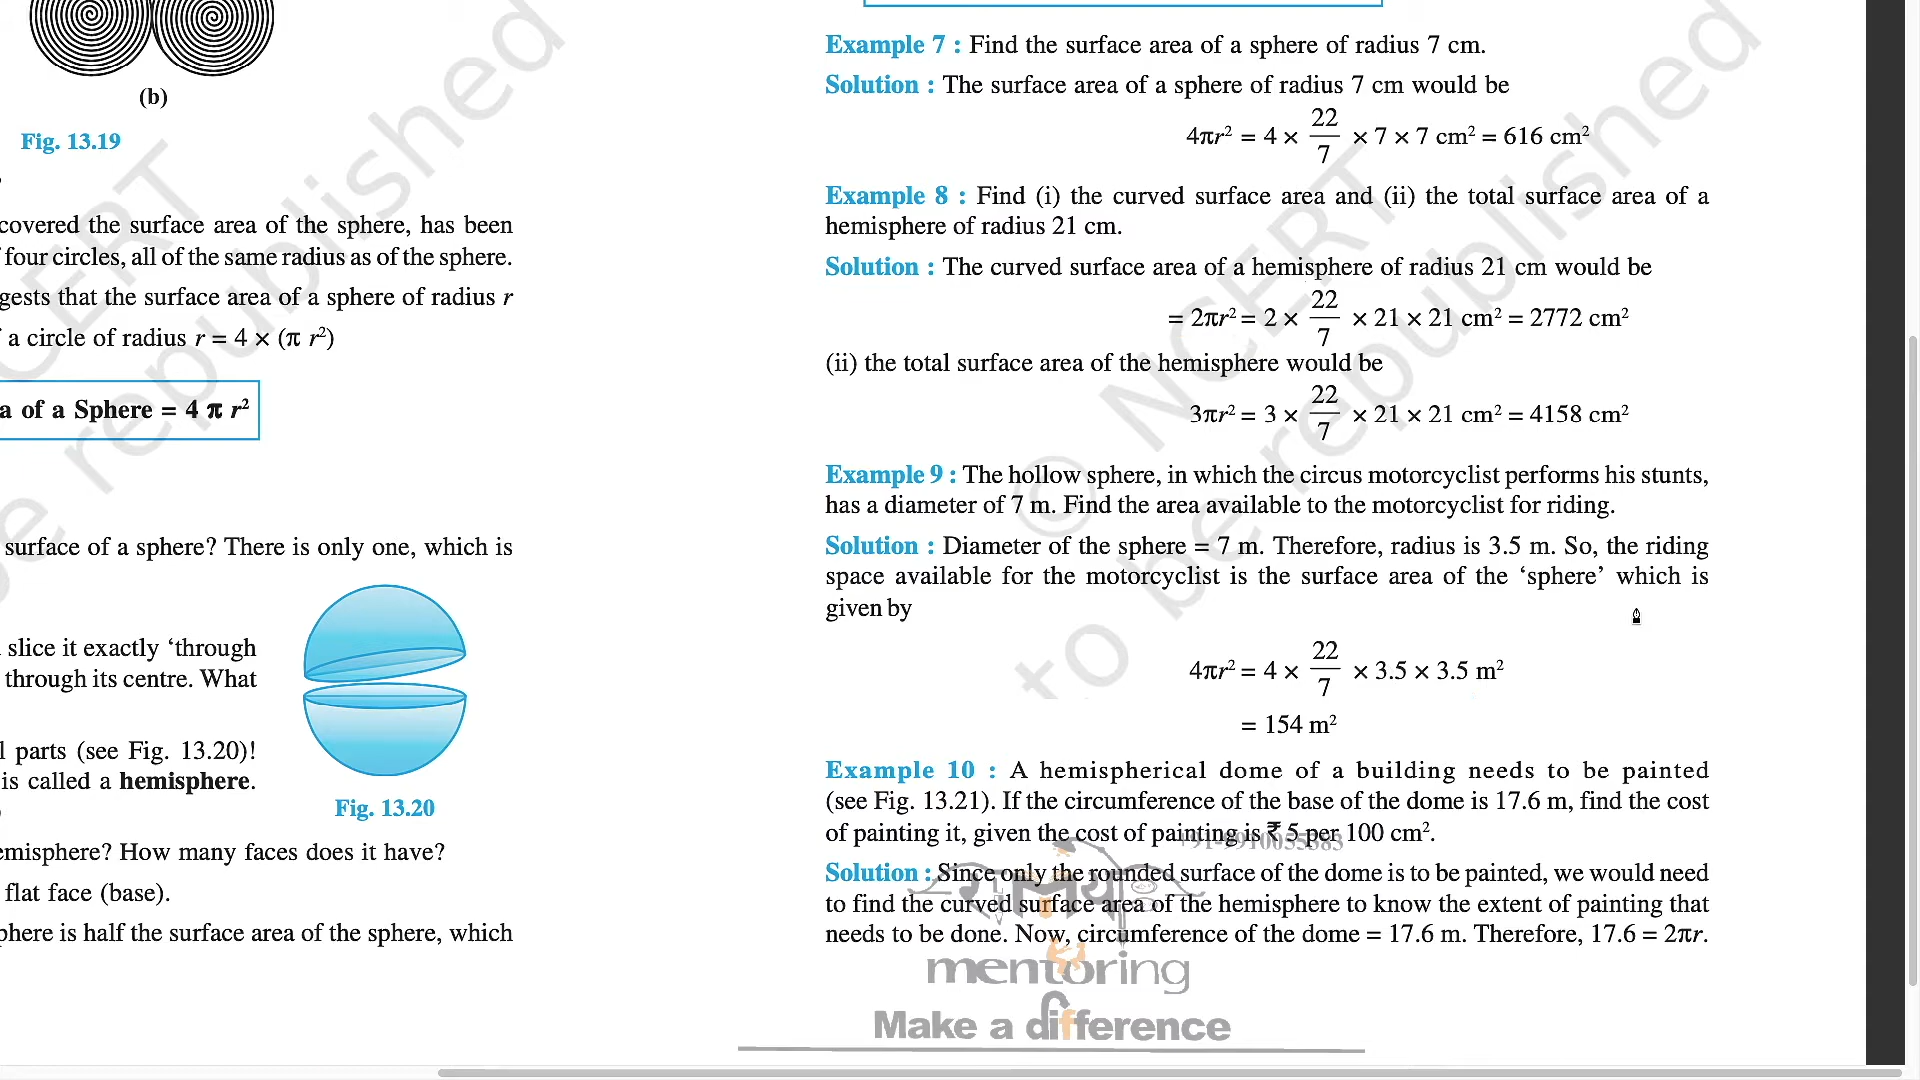 (b)
Fig. 13.19
covered the surface area of the sphere, has been
four circles, all of the same radius as of the sphere.
gests that the surface area of a sphere of radius r
a circle of radius r = 4 × (π r²)
a of a Sphere = 4 π r²
surface of a sphere? There is only one, which is
slice it exactly ‘through
through its centre. What
parts (see Fig. 13.20)!
is called a hemisphere.
Fig. 13.20
emisphere? How many faces does it have?
flat face (base).
phere is half the surface area of the sphere, which
Example 7 : Find the surface area of a sphere of radius 7 cm.
Solution : The surface area of a sphere of radius 7 cm would be
4πr² = 4 × 22/7 × 7 × 7 cm² = 616 cm²
Example 8 : Find (i) the curved surface area and (ii) the total surface area of a
hemisphere of radius 21 cm.
Solution : The curved surface area of a hemisphere of radius 21 cm would be
= 2πr² = 2 × 22/7 × 21 × 21 cm² = 2772 cm²
(ii) the total surface area of the hemisphere would be
3πr² = 3 × 22/7 × 21 × 21 cm² = 4158 cm²
Example 9 : The hollow sphere, in which the circus motorcyclist performs his stunts,
has a diameter of 7 m. Find the area available to the motorcyclist for riding.
Solution : Diameter of the sphere = 7 m. Therefore, radius is 3.5 m. So, the riding
space available for the motorcyclist is the surface area of the ‘sphere’ which is
given by
4πr² = 4 × 22/7 × 3.5 × 3.5 m²
= 154 m²
Example 10 : A hemispherical dome of a building needs to be painted
(see Fig. 13.21). If the circumference of the base of the dome is 17.6 m, find the cost
of painting it, given the cost of painting is ₹ 5 per 100 cm².
Solution : Since only the rounded surface of the dome is to be painted, we would need
to find the curved surface area of the hemisphere to know the extent of painting that
needs to be done. Now, circumference of the dome = 17.6 m. Therefore, 17.6 = 2πr.
© NCERT
to be republished
mentoring
Make a difference